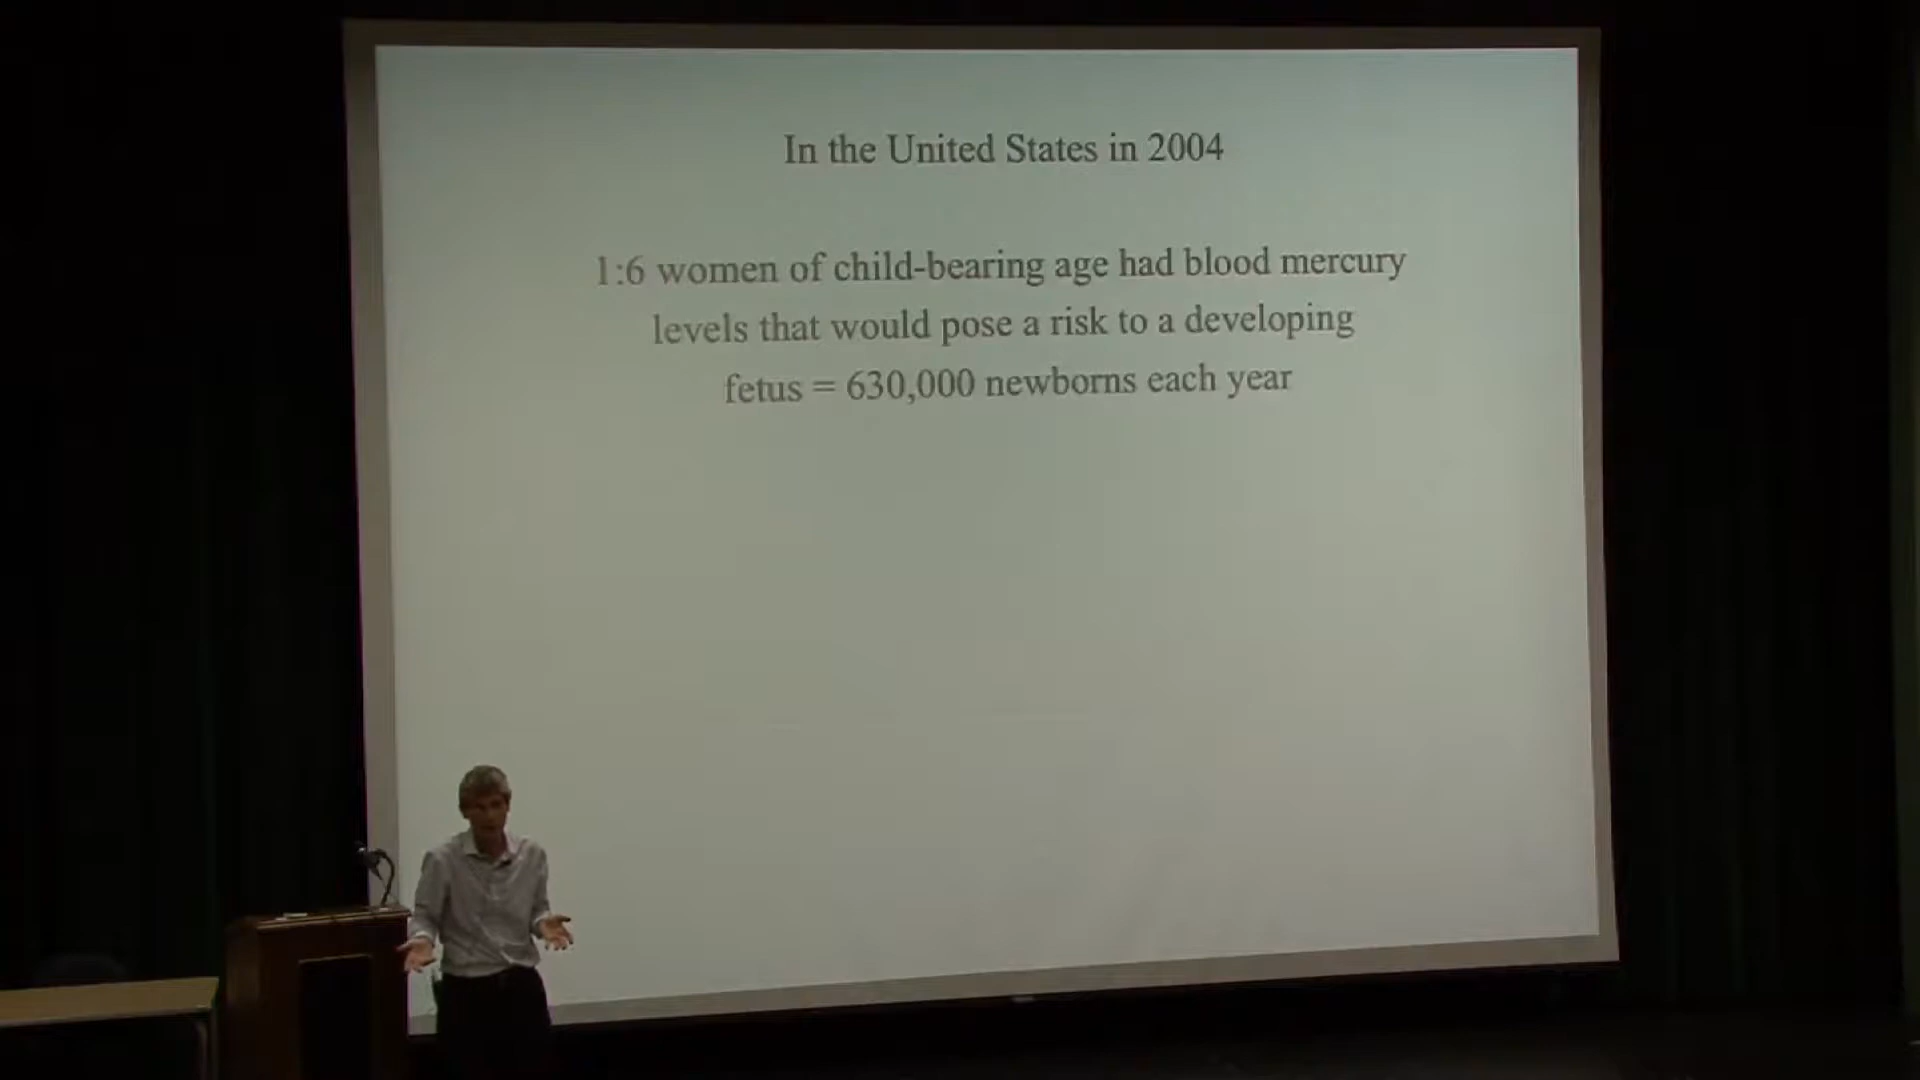 In the United States in 2004
1:6 women of child-bearing age had blood mercury
levels that would pose a risk to a developing
fetus = 630,000 newborns each year